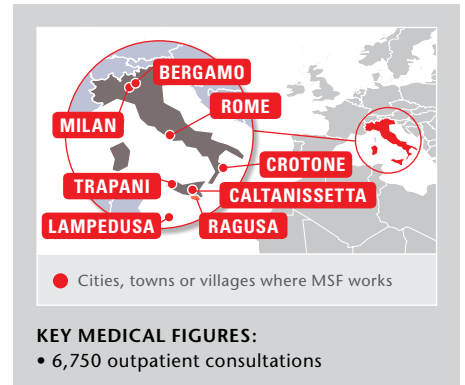 BERGAMO
ROME
MILAN
CROTONE
TRAPANI
CALTANISSETTA
LAMPEDUSA
RAGUSA
Cities, towns or villages where MSF works
KEY MEDICAL FIGURES:
• 6,750 outpatient consultations